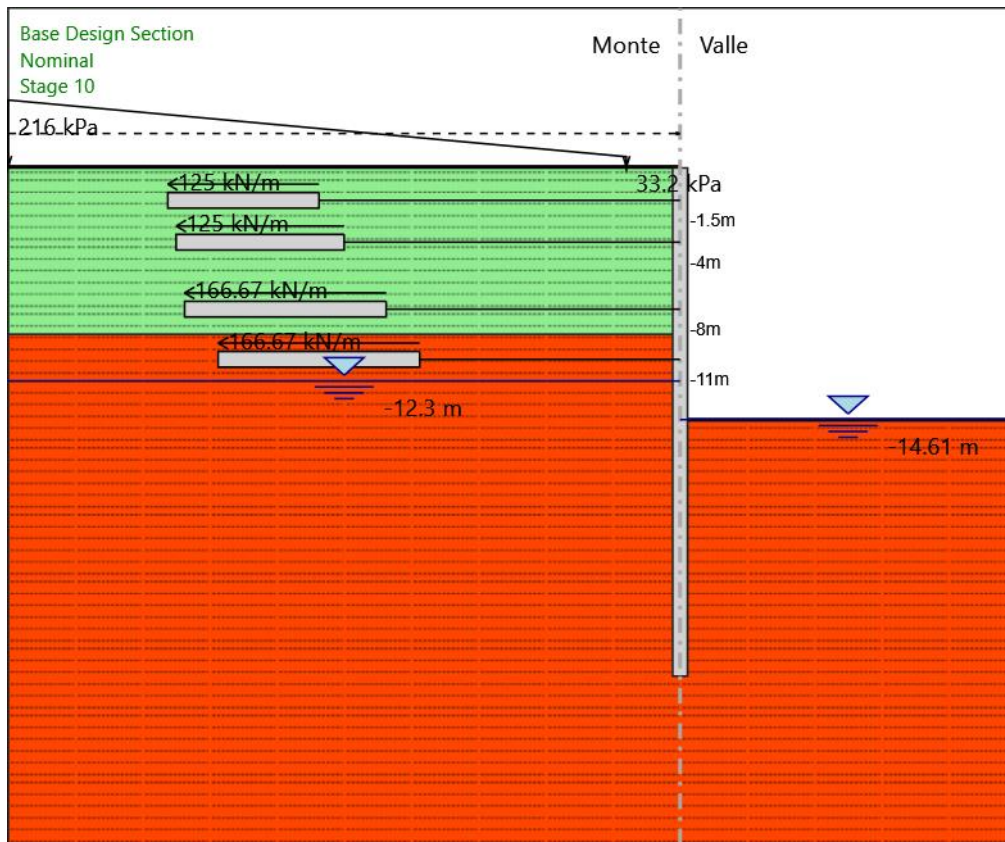 Base Design Section
Nominal
Stage 10
Monte
Valle
216 kPa
125 kN/m
33.2 kPa
-1.5m
125 kN/m
-4m
166.67 kN/m
-8m
166.67 kN/m
-11m
-12.3 m
-14.61 m